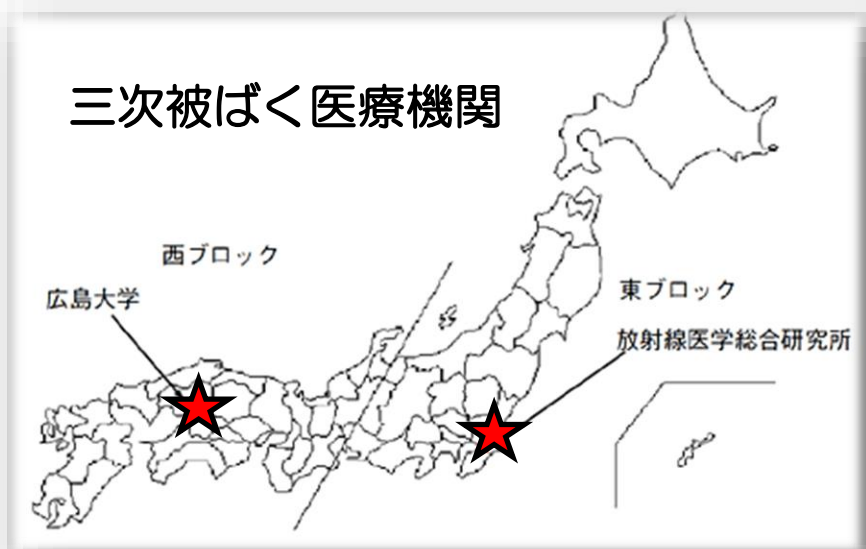 三次被ばく医療機関
西ブロック
広島大学
東ブロック
放射線医学総合研究所